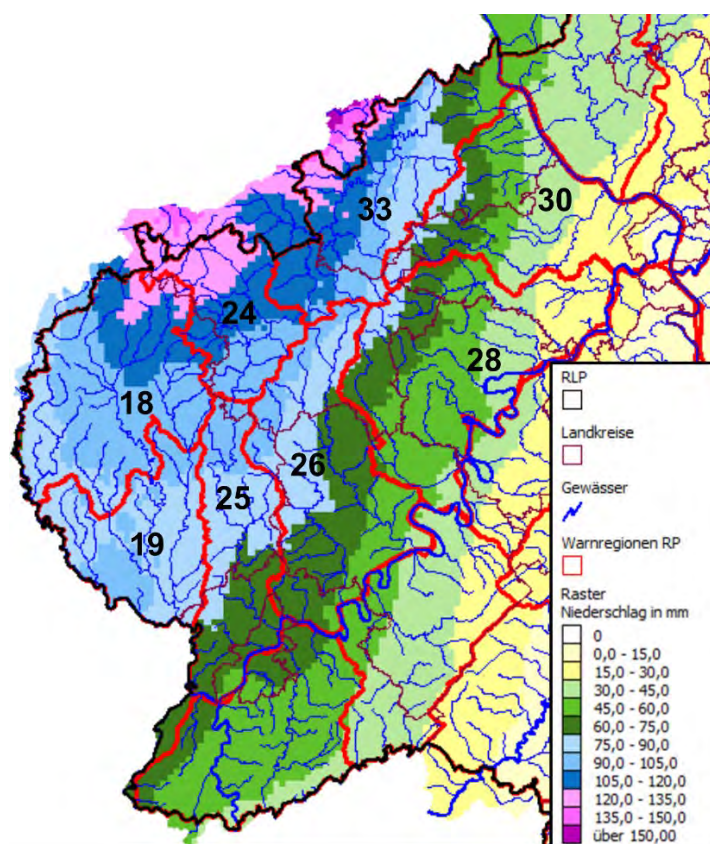 33
30
24
28
18
26
25
19
RLP
Landkreise
Gewässer
Warnregionen RP
Raster
Niederschlag in mm
0
0,0 - 15,0
15,0 - 30,0
30,0 - 45,0
45,0 - 60,0
60,0 - 75,0
75,0 - 90,0
90,0 - 105,0
105,0 - 120,0
120,0 - 135,0
135,0 - 150,0
über 150,00